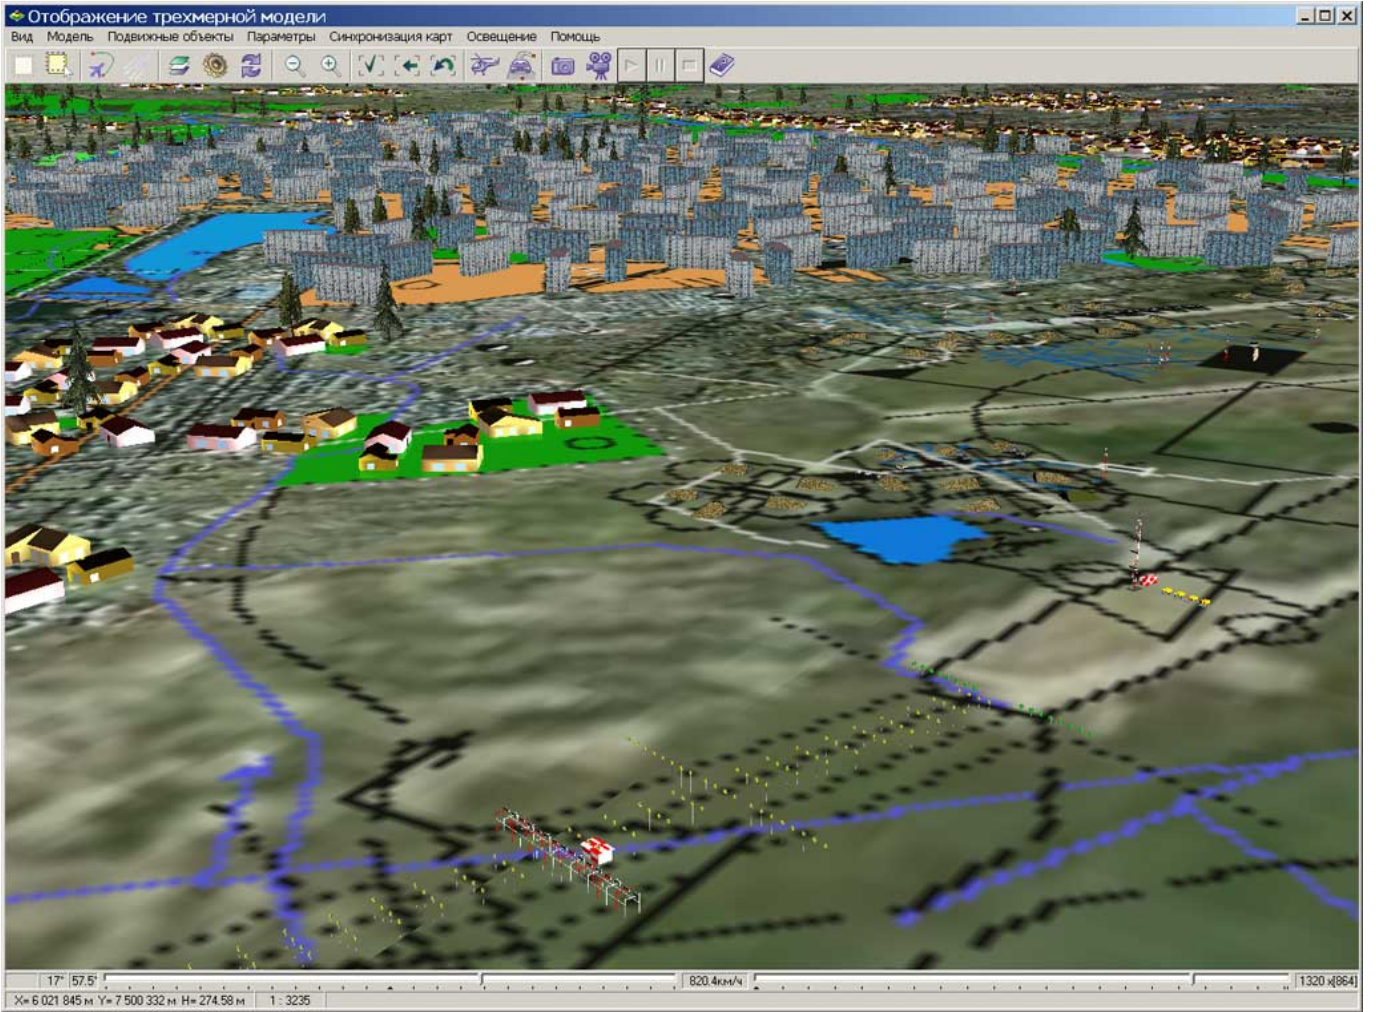 Отображение трехмерной модели
Вид Модель Подвижные объекты Параметры Синхронизация карт Освещение Помощь
17° 57.5° 820.4км/ч 1320 x[864]
X= 6 021 845 м Y= 7 500 332 м H= 274.58 м 1 : 3235